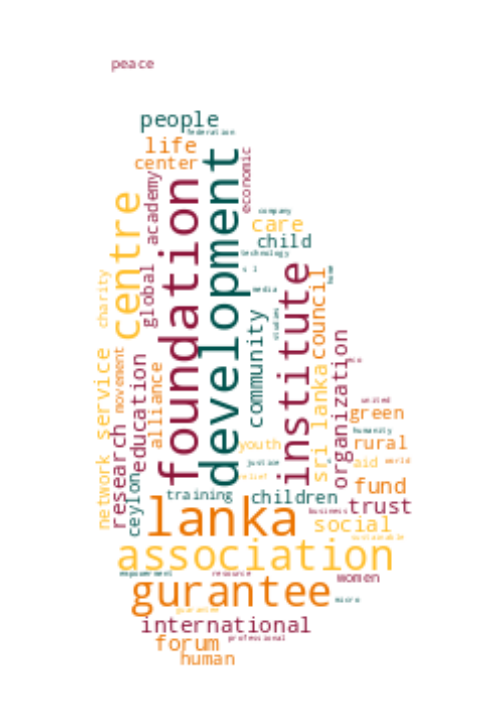 peace
people
federation
life
center
academy
economic
development
foundation
centre
company
care
child
technology
s l
global
charity
institute
council
home
media
studies
community
organization
movement
education
alliance
service
network
research
ceylon
sri lanka
united
green
humanity
rural
youth
justice
aid
world
relief
fund
training
children
trust
business
lanka
social
sustainable
association
empowerment
resource
women
gurantee
micro
guarantee
international
professional
forum
human